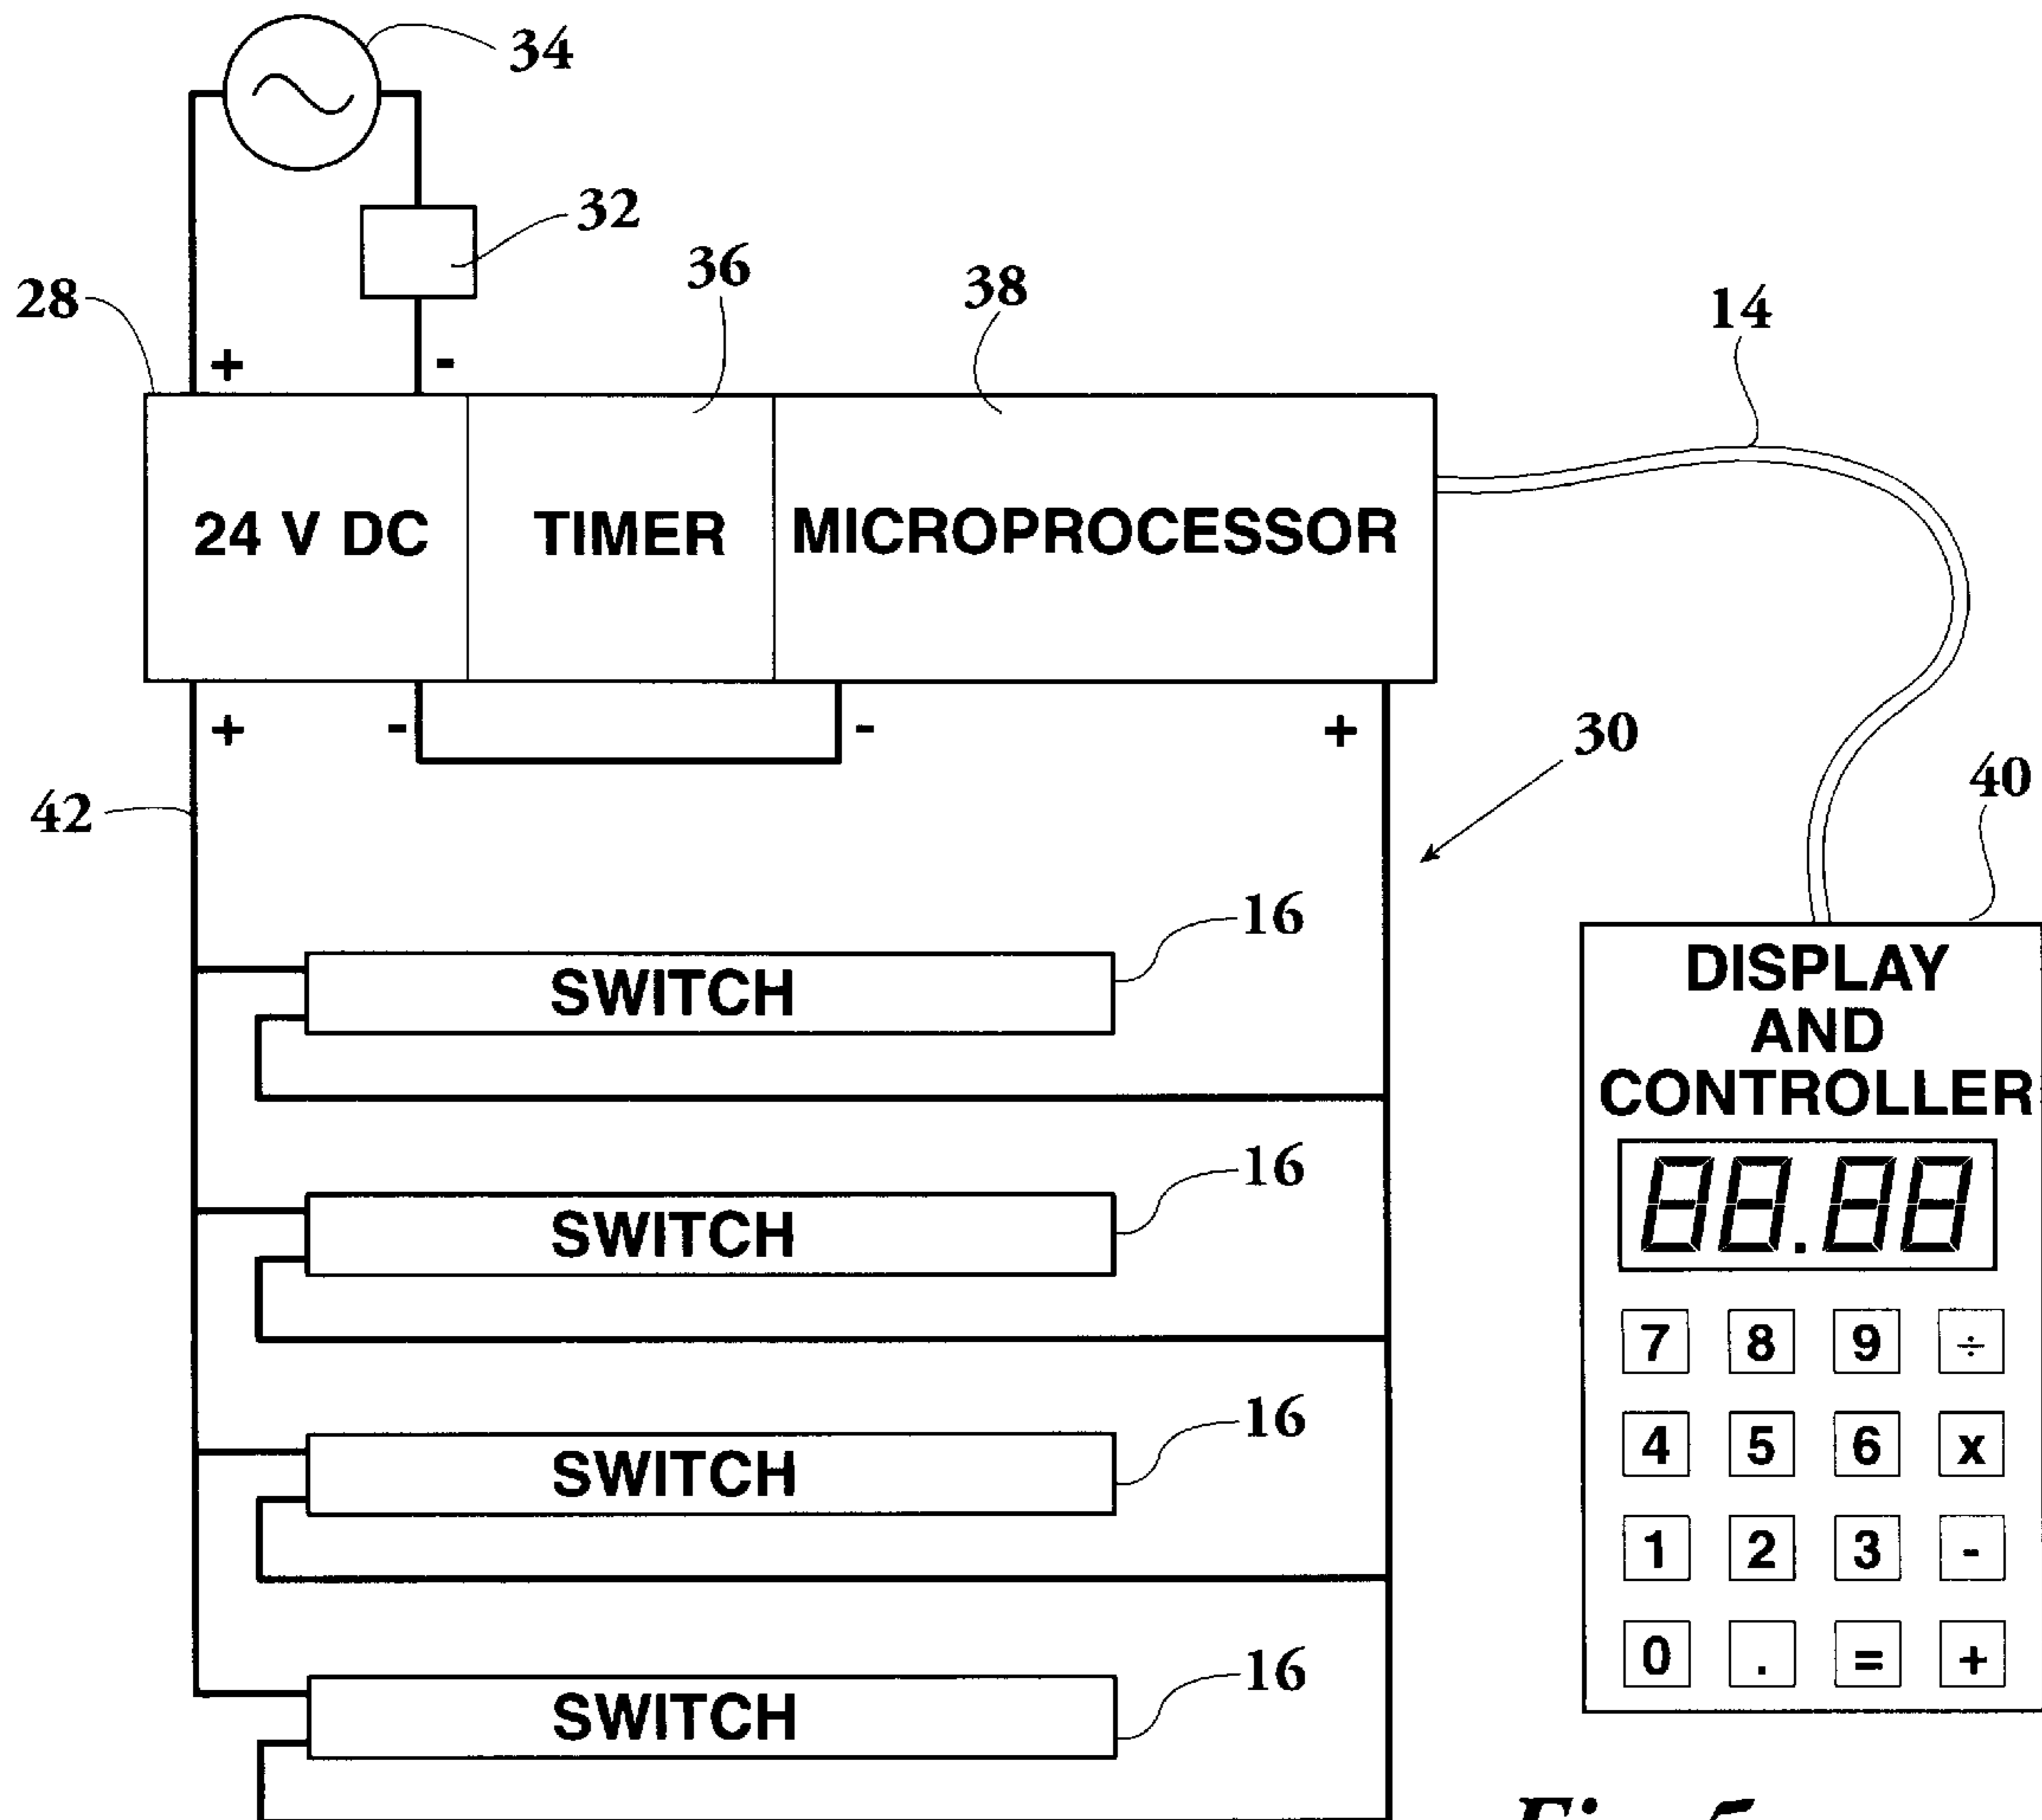 34
32
36
38
28
14
+ -
24 V DC TIMER MICROPROCESSOR
+ - - +
30
42
40
16
SWITCH
DISPLAY
AND
CONTROLLER
16
SWITCH
88.88
7 8 9 ÷
16
SWITCH
4 5 6 x
1 2 3 -
16
SWITCH
0 . = +